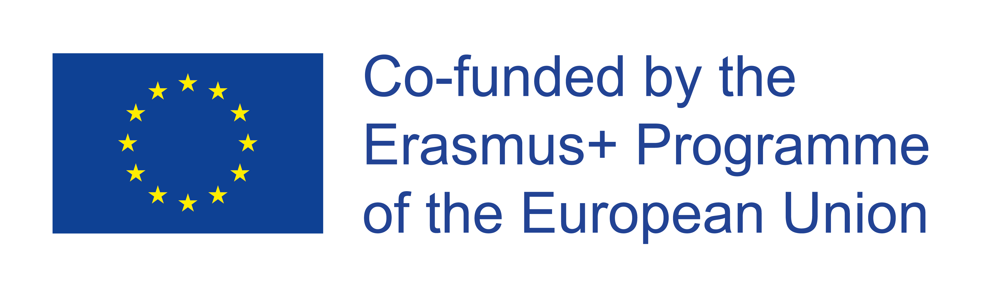 Co-funded by the
Erasmus+ Programme
of the European Union